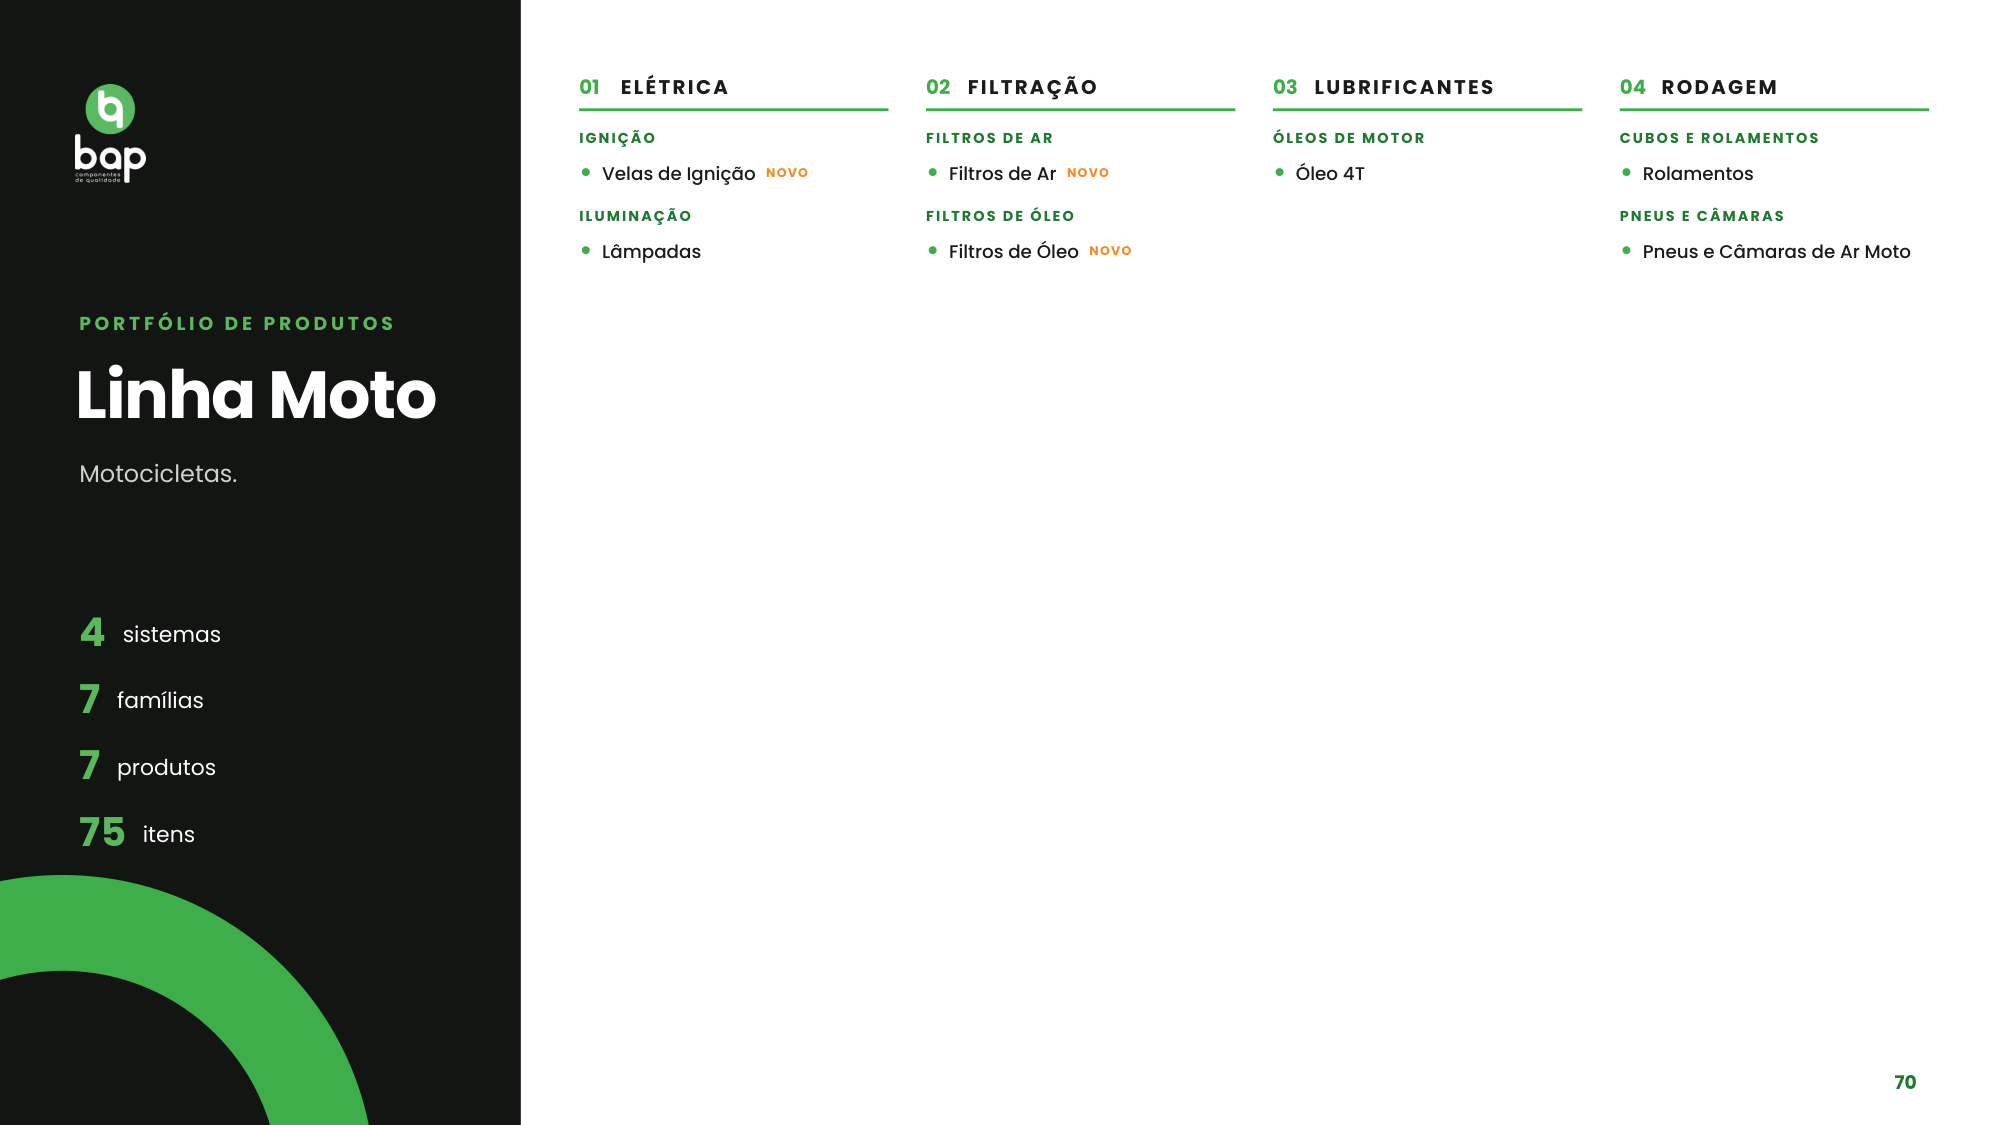 bap
componentes
de qualidade
PORTFÓLIO DE PRODUTOS
Linha Moto
Motocicletas.
4 sistemas
7 famílias
7 produtos
75 itens
01 ELÉTRICA
IGNIÇÃO
Velas de Ignição NOVO
ILUMINAÇÃO
Lâmpadas
02 FILTRAÇÃO
FILTROS DE AR
Filtros de Ar NOVO
FILTROS DE ÓLEO
Filtros de Óleo NOVO
03 LUBRIFICANTES
ÓLEOS DE MOTOR
Óleo 4T
04 RODAGEM
CUBOS E ROLAMENTOS
Rolamentos
PNEUS E CÂMARAS
Pneus e Câmaras de Ar Moto
70